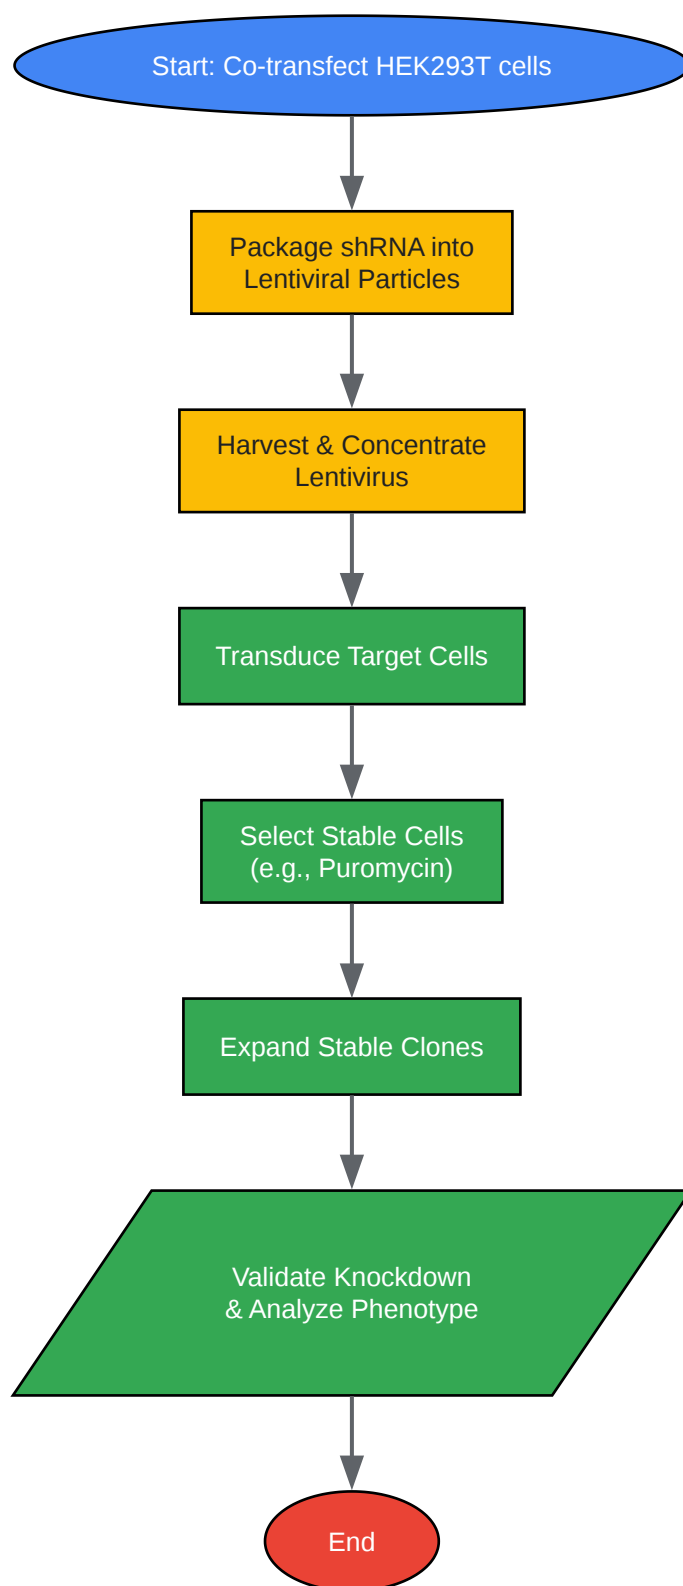 Start: Co-transfect HEK293T cells
Package shRNA into
Lentiviral Particles
Harvest & Concentrate
Lentivirus
Transduce Target Cells
Select Stable Cells
(e.g., Puromycin)
Expand Stable Clones
Validate Knockdown
& Analyze Phenotype
End